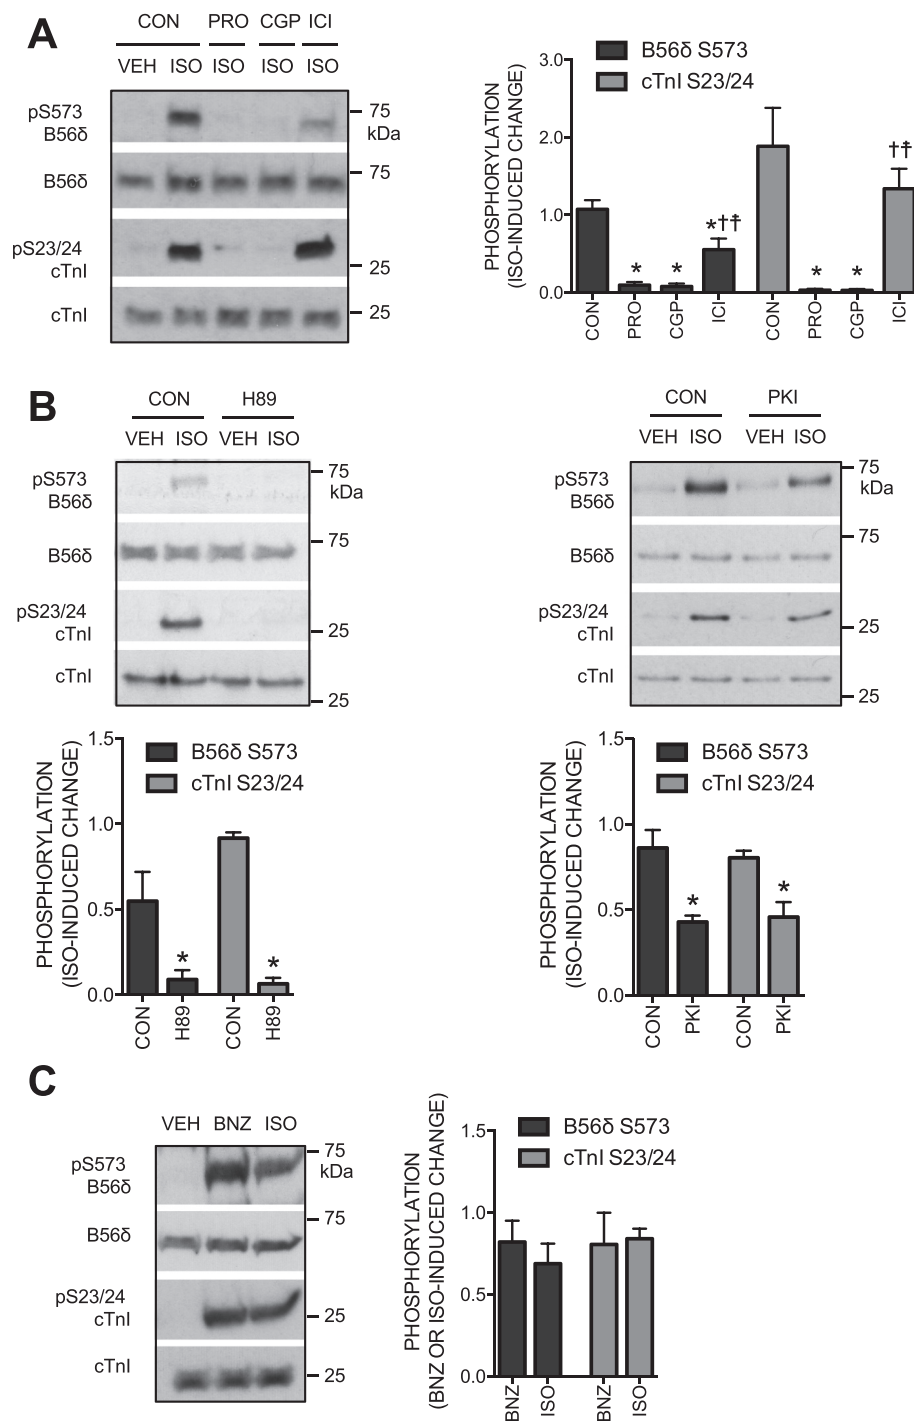 A
CON PRO CGP ICI
VEH ISO ISO ISO ISO
pS573
B56δ
75
kDa
B56δ
75
pS23/24
cTnI
25
cTnI
25
B56δ S573
cTnI S23/24
PHOSPHORYLATION
(ISO-INDUCED CHANGE)
3.0
2.0
1.0
0.0
* * *†‡ * * †‡
CON PRO CGP ICI CON PRO CGP ICI
B
CON H89
VEH ISO VEH ISO
pS573
B56δ
75
kDa
B56δ
75
pS23/24
cTnI
25
cTnI
25
CON PKI
VEH ISO VEH ISO
pS573
B56δ
75
kDa
B56δ
75
pS23/24
cTnI
25
cTnI
25
PHOSPHORYLATION
(ISO-INDUCED CHANGE)
1.5
1.0
0.5
0.0
B56δ S573
cTnI S23/24
* *
CON H89 CON H89
PHOSPHORYLATION
(ISO-INDUCED CHANGE)
1.5
1.0
0.5
0.0
B56δ S573
cTnI S23/24
* *
CON PKI CON PKI
C
VEH BNZ ISO
pS573
B56δ
75
kDa
B56δ
75
pS23/24
cTnI
25
cTnI
25
PHOSPHORYLATION
(BNZ OR ISO-INDUCED CHANGE)
1.5
1.0
0.5
0.0
B56δ S573
cTnI S23/24
BNZ ISO BNZ ISO